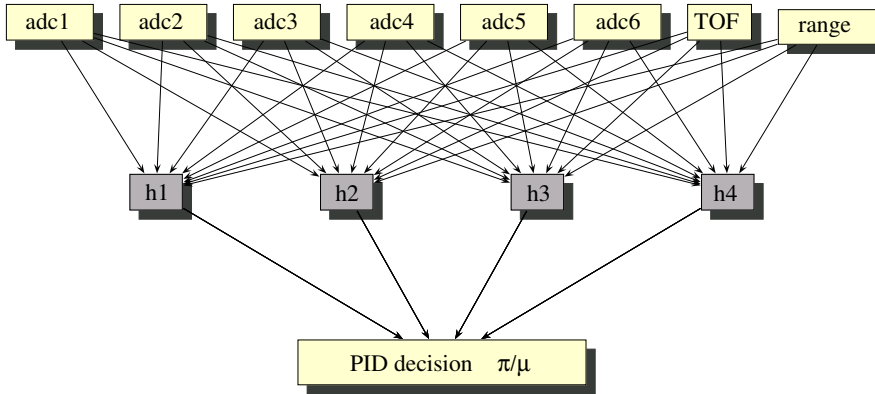 adc1 adc2 adc3 adc4 adc5 adc6 TOF range
h1 h2 h3 h4
PID decision π/μ